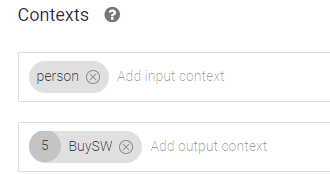 Contexts ?
person Add input context
5 BuySW Add output context